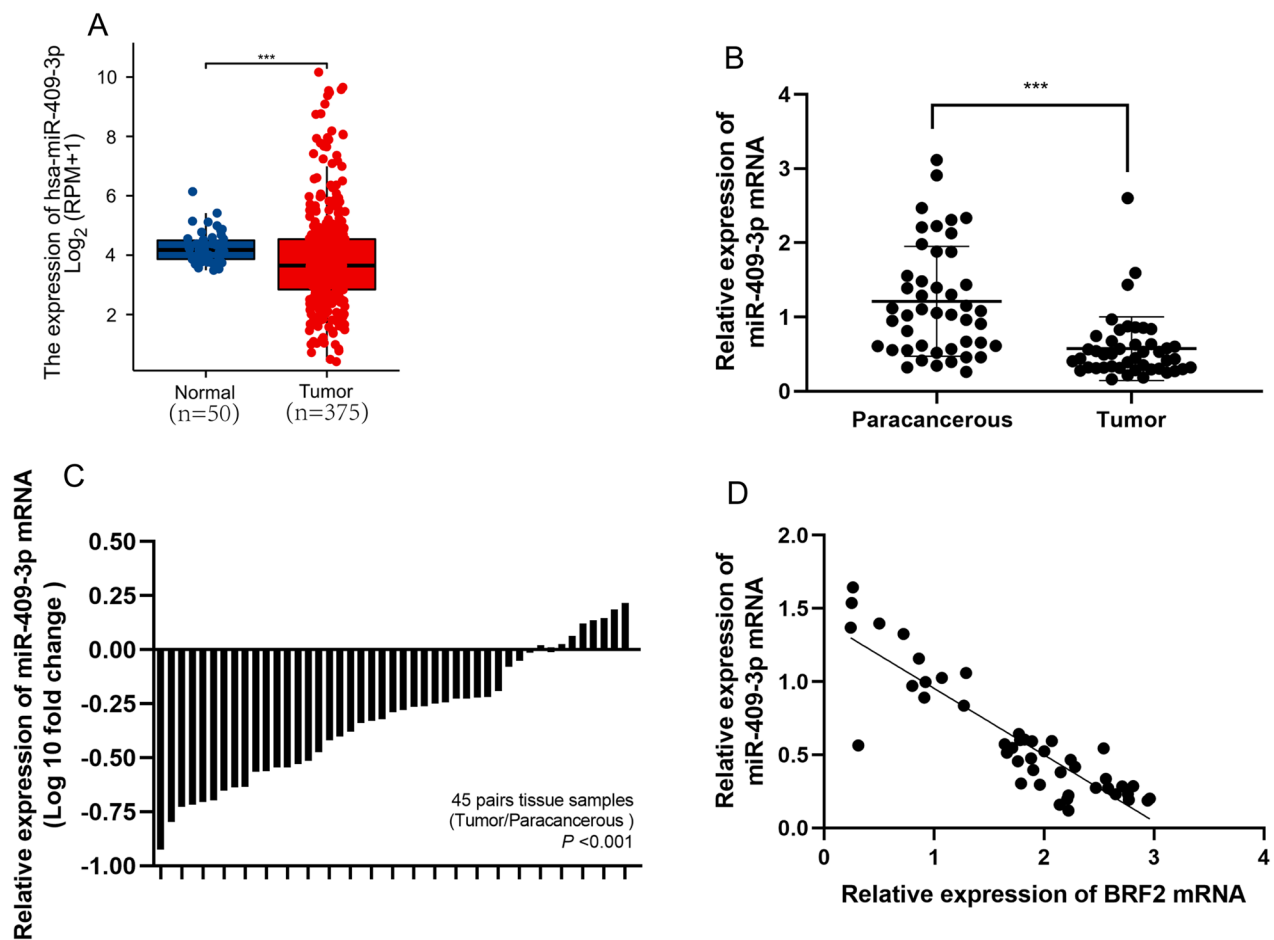 A
The expression of hsa-miR-409-3p
Log2 (RPM+1)
10
8
6
4
2
***
Normal
(n=50)
Tumor
(n=375)
B
Relative expression of
miR-409-3p mRNA
4
3
2
1
0
***
Paracancerous
Tumor
C
Relative expression of miR-409-3p mRNA
(Log 10 fold change )
0.50
0.25
0.00
-0.25
-0.50
-0.75
-1.00
45 pairs tissue samples
(Tumor/Paracancerous )
P <0.001
D
Relative expression of
miR-409-3p mRNA
2.0
1.5
1.0
0.5
0.0
0 1 2 3 4
Relative expression of BRF2 mRNA